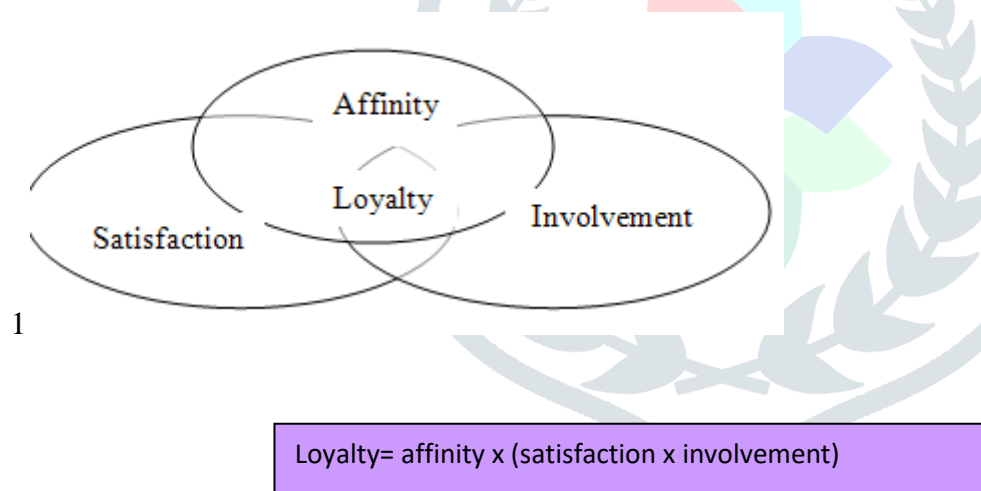 Affinity
Loyalty
Involvement
Satisfaction
1
Loyalty= affinity x (satisfaction x involvement)